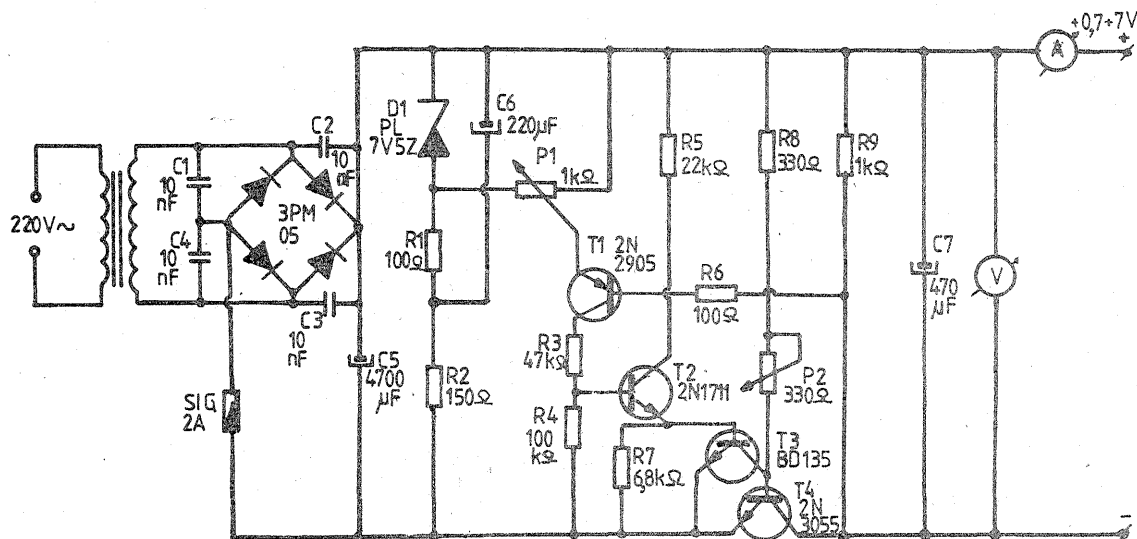 +0,7÷7V
+
A
C6
220μF
D1
PL
7V5Z
C2
10
nF
P1
1kΩ
R5
22kΩ
R8
330Ω
R9
1kΩ
C1
10
nF
220V~
3PM
05
C4
10
nF
R1
100Ω
T1 2N
2905
C7
470
μF
V
R6
100Ω
C3
10
nF
C5
4700
μF
R3
47kΩ
T2
2N1711
P2
330Ω
SIG
2A
R2
150Ω
R4
100
kΩ
R7
6,8kΩ
T3
BD135
T4
2N
3055
−